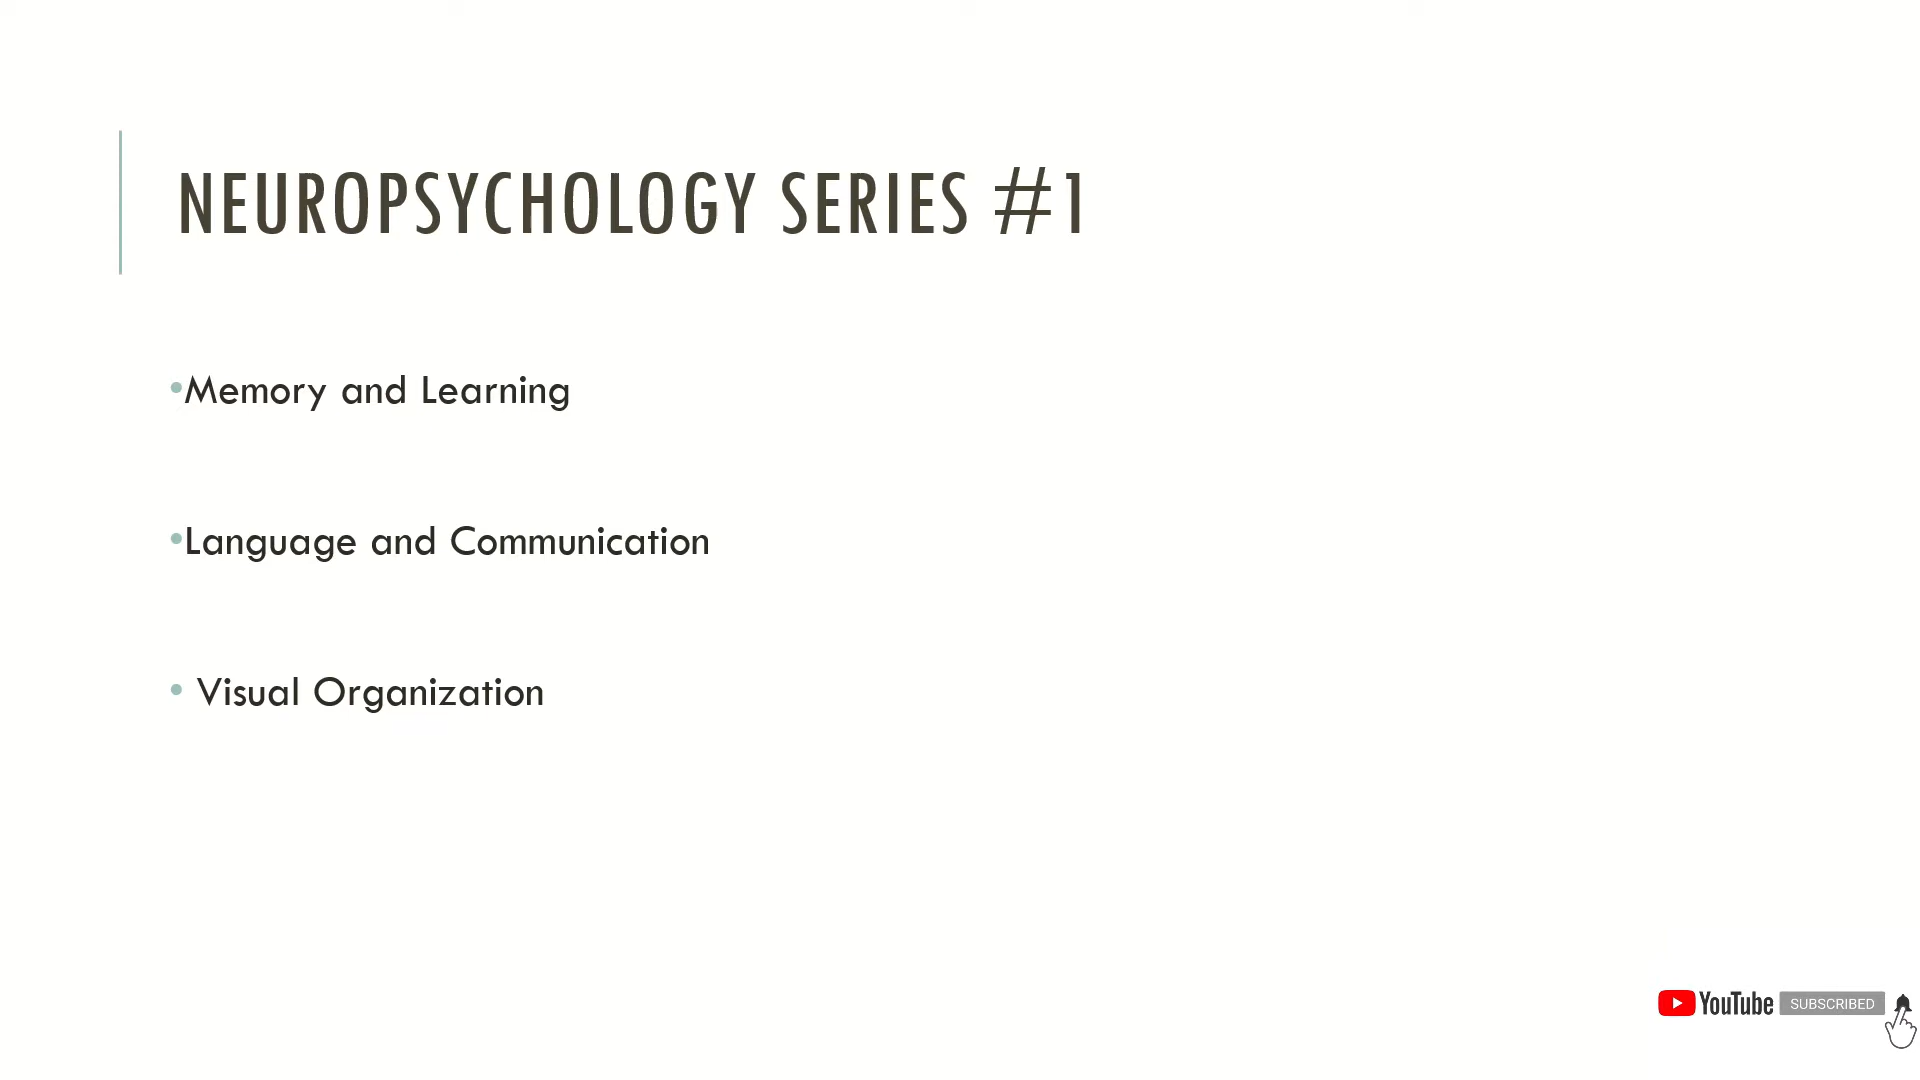 NEUROPSYCHOLOGY SERIES #1
•Memory and Learning
•Language and Communication
• Visual Organization
YouTube SUBSCRIBED